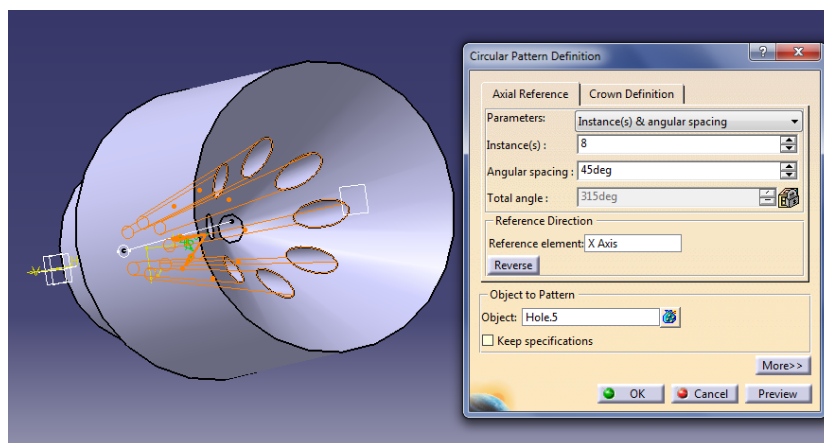 Circular Pattern Definition
Axial Reference
Crown Definition
Parameters:
Instance(s) & angular spacing
Instance(s) :
8
Angular spacing :
45deg
Total angle :
315deg
Reference Direction
Reference element:
X Axis
Reverse
Object to Pattern
Object:
Hole.5
Keep specifications
More>>
OK
Cancel
Preview